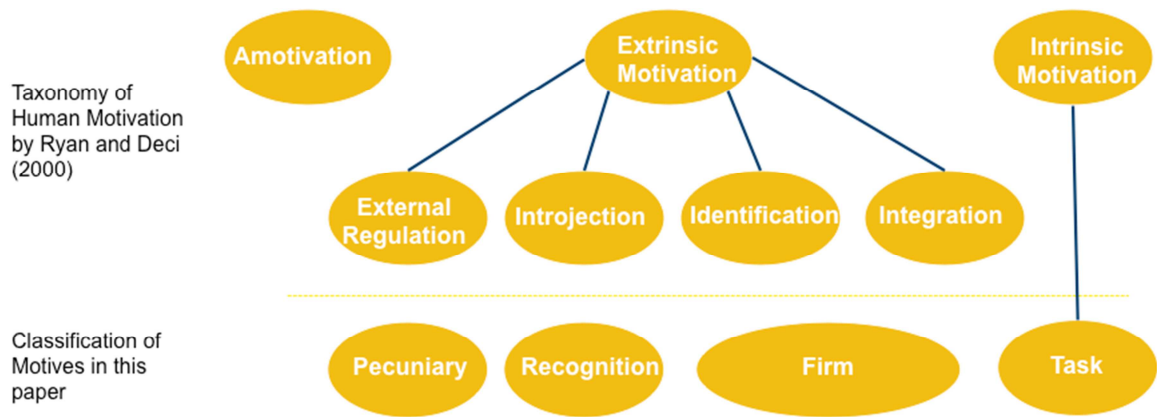 Amotivation
Extrinsic
Motivation
Intrinsic
Motivation
Taxonomy of
Human Motivation
by Ryan and Deci
(2000)
External
Regulation
Introjection
Identification
Integration
Classification of
Motives in this
paper
Pecuniary
Recognition
Firm
Task